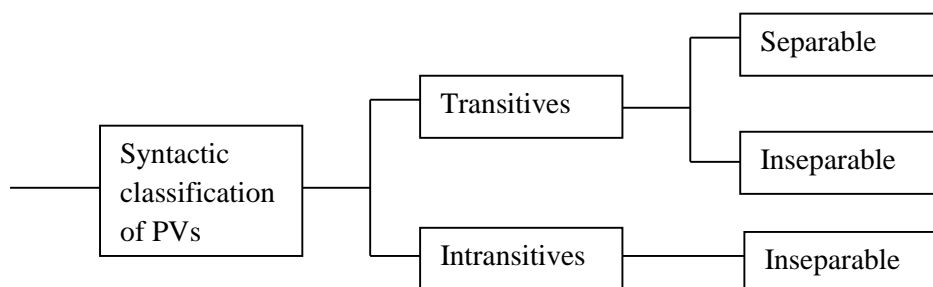 Syntactic
classification
of PVs
Transitives
Separable
Inseparable
Intransitives
Inseparable